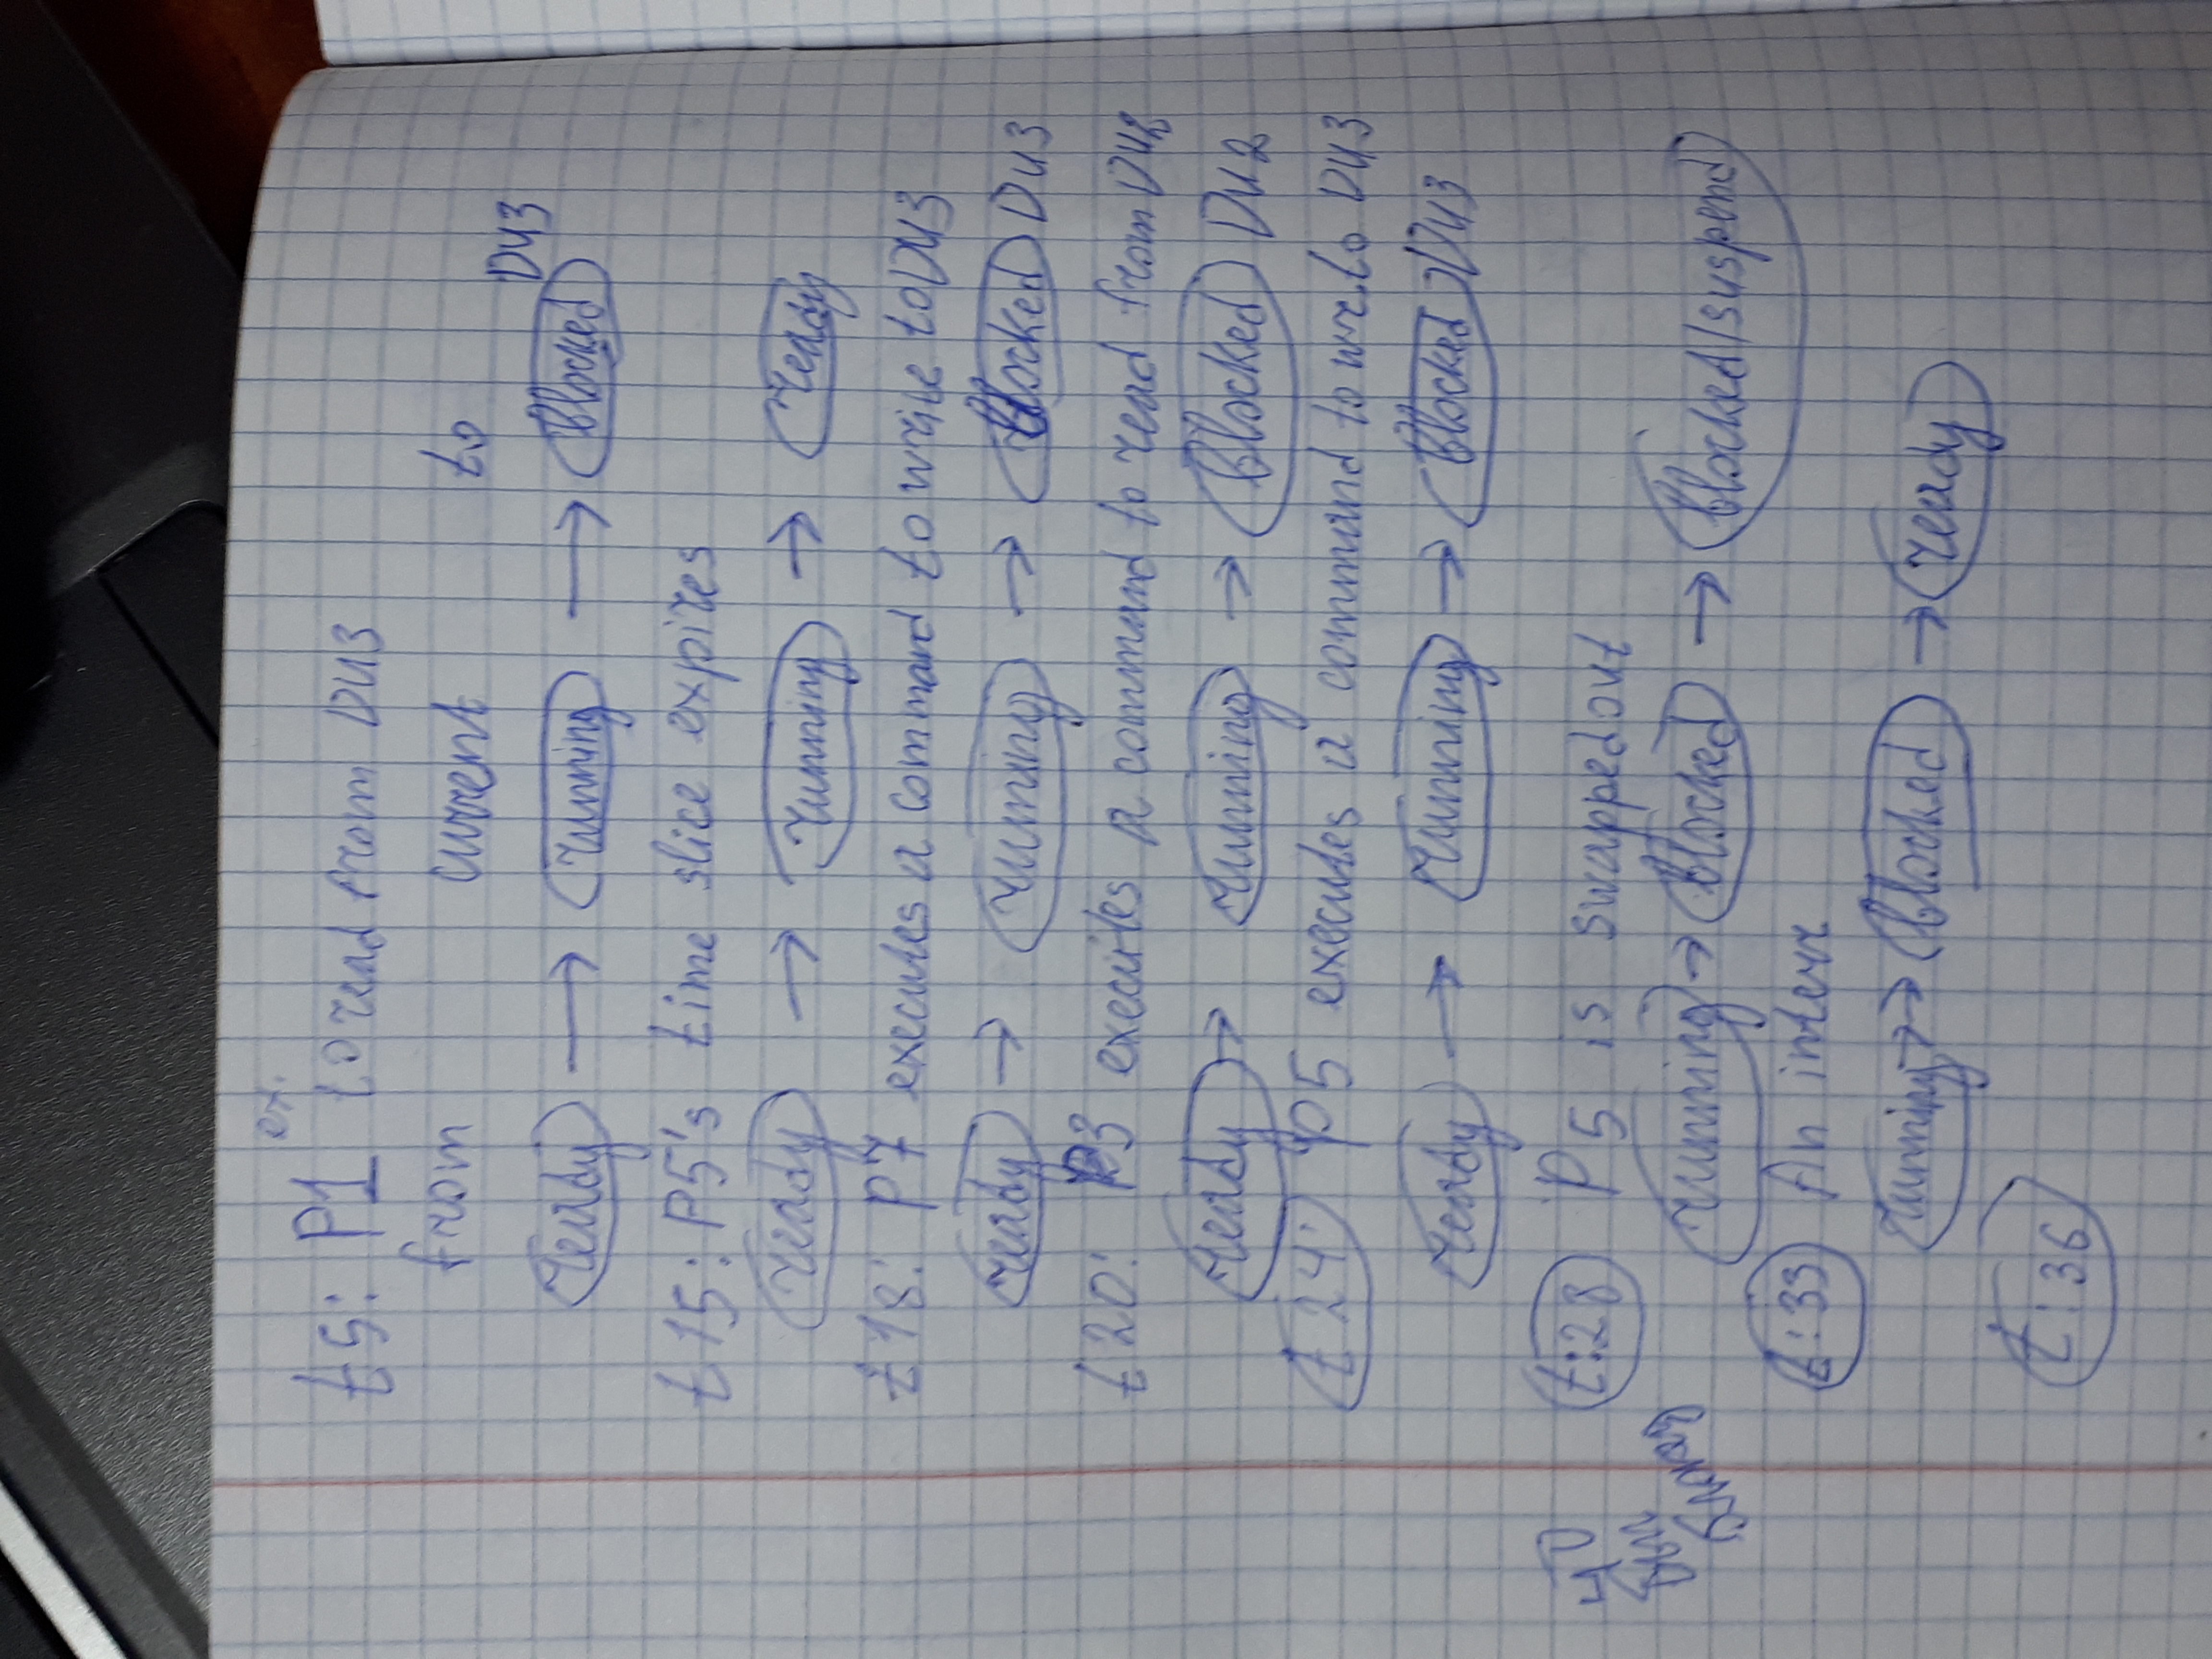 ex.
t5: P1 to read from DU3
from current to
DU3
ready → running → blocked
t15: P5's time slice expires
ready → running → ready
t18: P7 executes a command to write to DU3
ready → running → blocked DU3
t20: P3 executes a command to read from DU2
ready → running → blocked DU2
t24: P5 executes a command to wr. to DU3
ready → running → blocked DU3
t:28 P5 is swapped out
running → blocked → blocked/suspend
t:33 An interr
running →→ blocked → ready
t:36